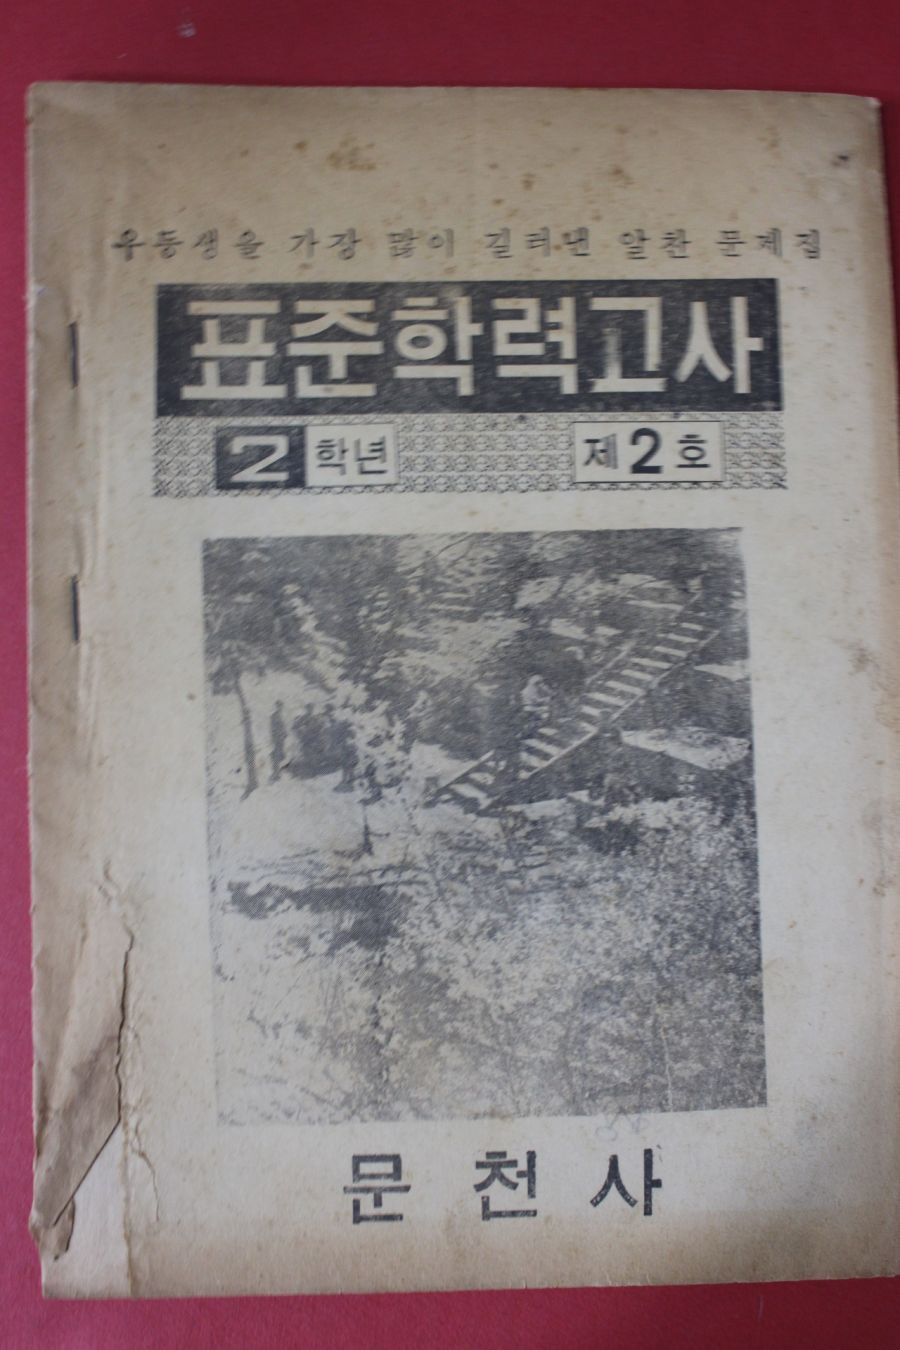 우등생을 가장 많이 길러낸 알찬 문제집
표준학력고사
2학년 제2호
문천사